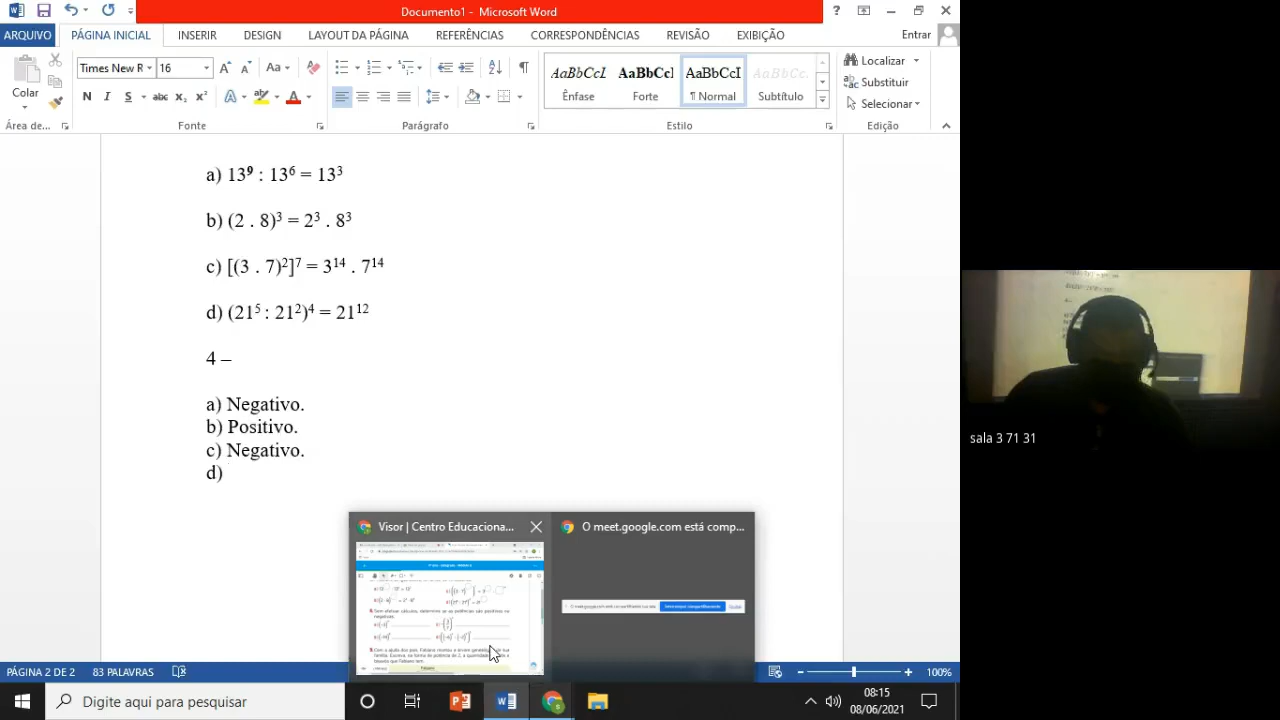 Documento1 - Microsoft Word
ARQUIVO PÁGINA INICIAL INSERIR DESIGN LAYOUT DA PÁGINA REFERÊNCIAS CORRESPONDÊNCIAS REVISÃO EXIBIÇÃO Entrar
Times New R 16
Colar
Área de... Fonte Parágrafo Estilo Edição
AaBbCcI AaBbCcI AaBbCcI AaBbCc.
Ênfase Forte ¶ Normal Subtítulo
Localizar
Substituir
Selecionar
a) 13⁹ : 13⁶ = 13³
b) (2 . 8)³ = 2³ . 8³
c) [(3 . 7)²]⁷ = 3¹⁴ . 7¹⁴
d) (21⁵ : 21²)⁴ = 21¹²
4 –
a) Negativo.
b) Positivo.
c) Negativo.
d)
Visor | Centro Educaciona...
O meet.google.com está comp...
sala 3 71 31
PÁGINA 2 DE 2 83 PALAVRAS 100%
Digite aqui para pesquisar
08:15
08/06/2021